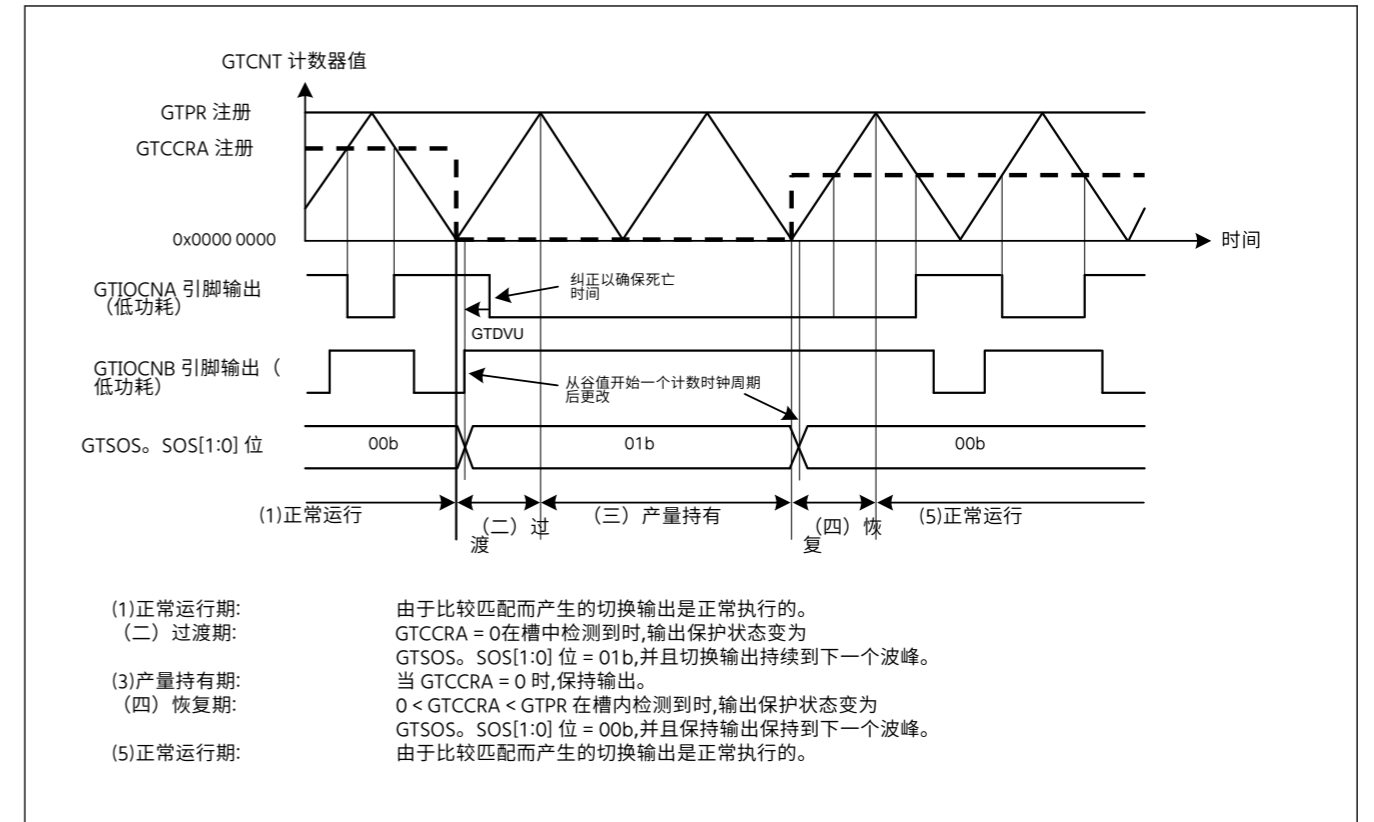 GTCNT 计数器值
GTPR 注册
GTCCRA 注册
0x0000 0000
时间
GTIOCNA 引脚输出
（低功耗）
纠正以确保死亡
时间
GTDVU
GTIOCNB 引脚输出（
低功耗）
从谷值开始一个计数时钟周期
后更改
GTSOS。SOS[1:0] 位
00b
01b
00b
(1)正常运行
（二）过
渡
（三）产量持有
（四）恢
复
(5)正常运行
(1)正常运行期:
由于比较匹配而产生的切换输出是正常执行的。
（二）过渡期:
GTCCRA = 0在槽中检测到时,输出保护状态变为
GTSOS。SOS[1:0] 位 = 01b,并且切换输出持续到下一个波峰。
(3)产量持有期:
当 GTCCRA = 0 时,保持输出。
（四）恢复期:
0 < GTCCRA < GTPR 在槽内检测到时,输出保护状态变为
GTSOS。SOS[1:0] 位 = 00b,并且保持输出保持到下一个波峰。
(5)正常运行期:
由于比较匹配而产生的切换输出是正常执行的。